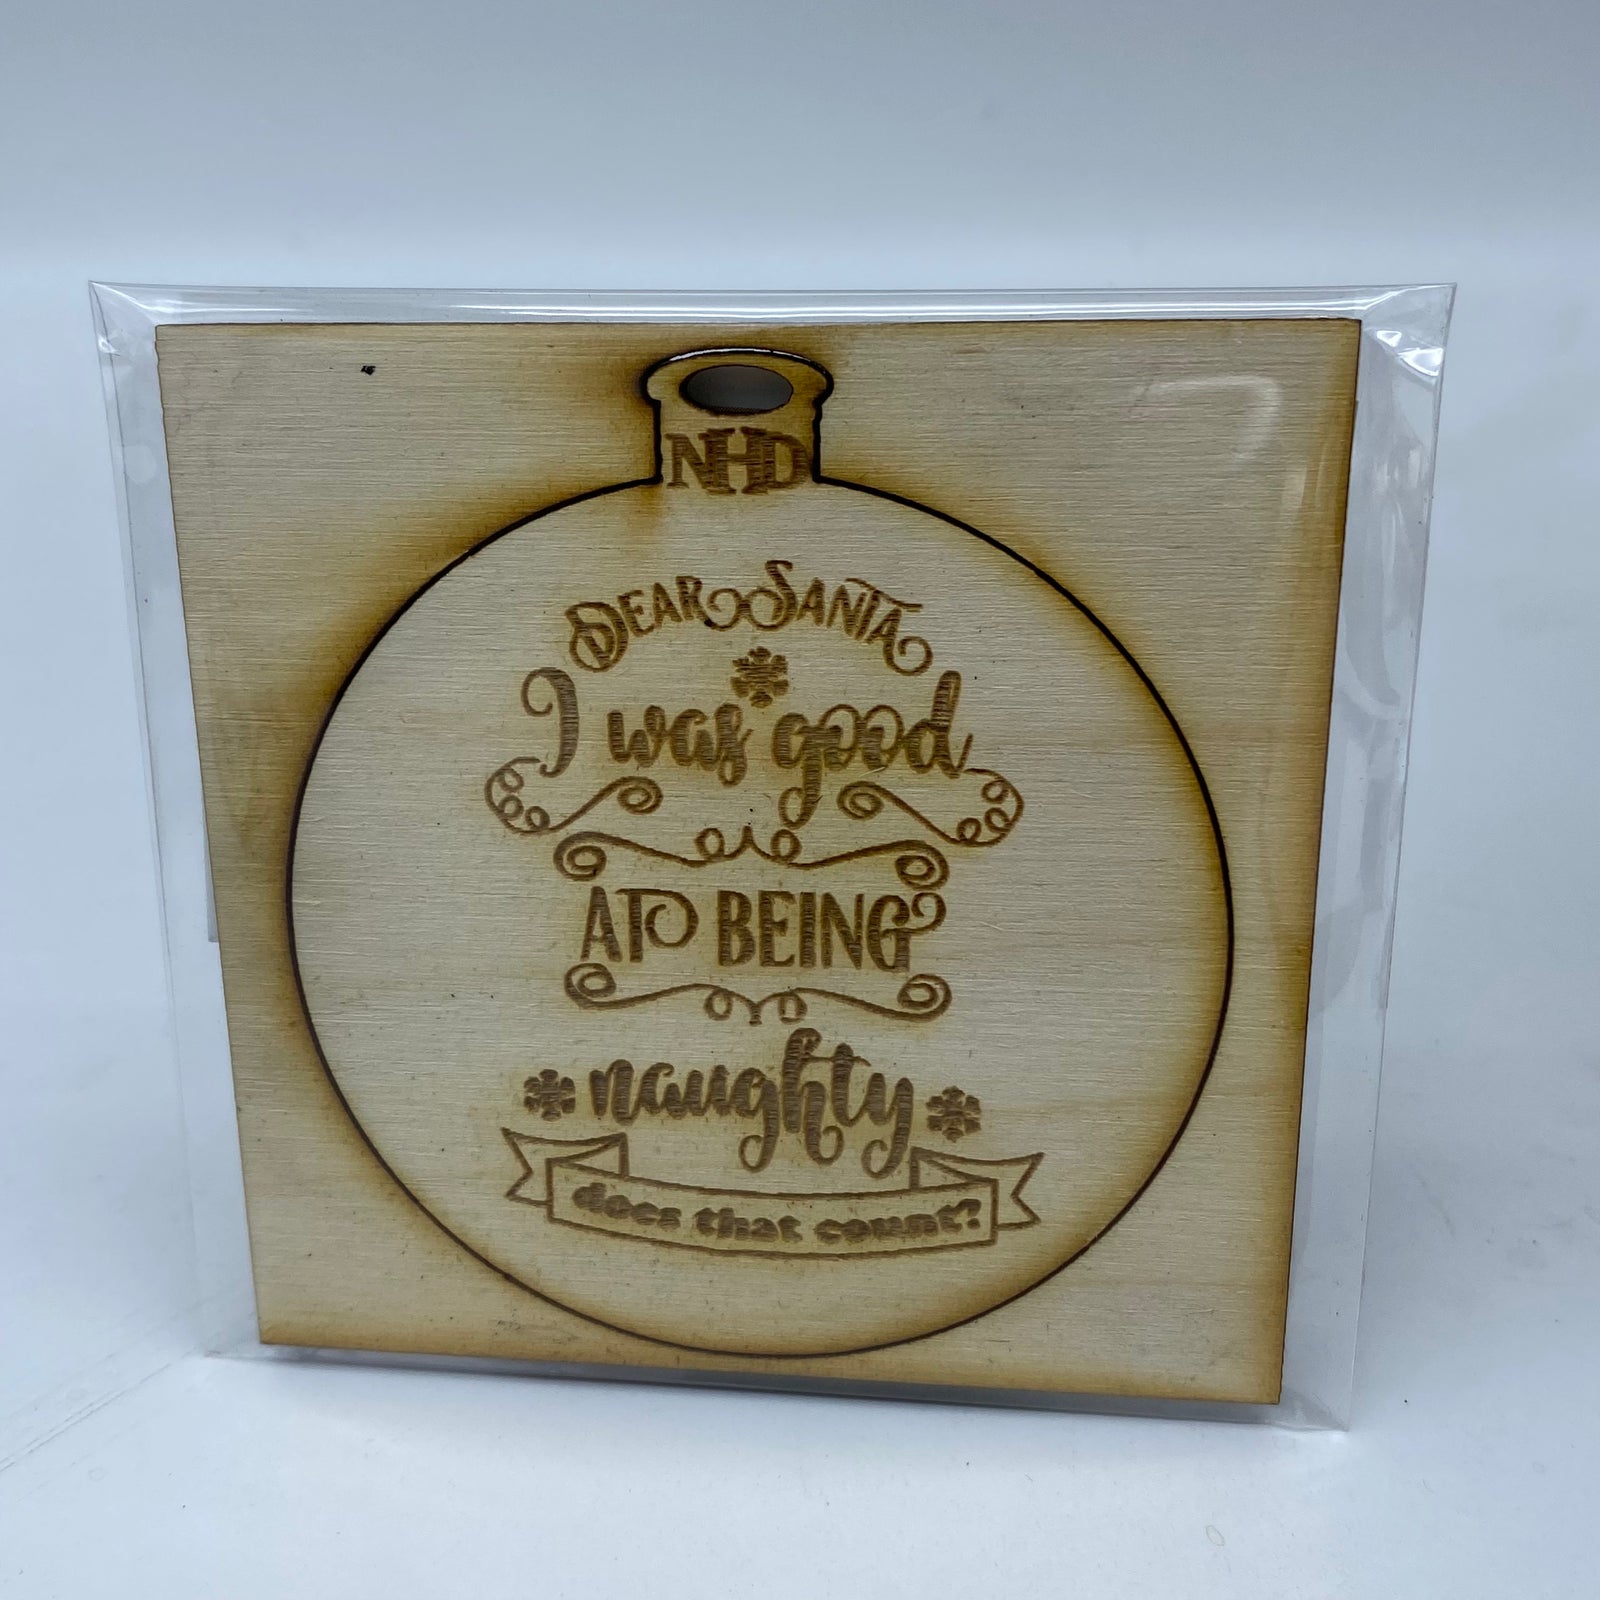 NHD
DEAR SANTA
I was good
AT BEING
naughty
does that count?